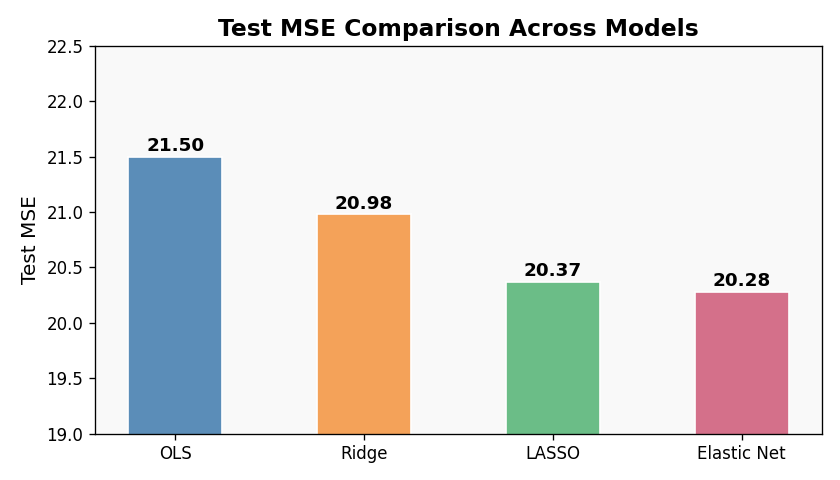 Test MSE Comparison Across Models
Test MSE
22.5
22.0
21.5
21.0
20.5
20.0
19.5
19.0
21.50
20.98
20.37
20.28
OLS
Ridge
LASSO
Elastic Net